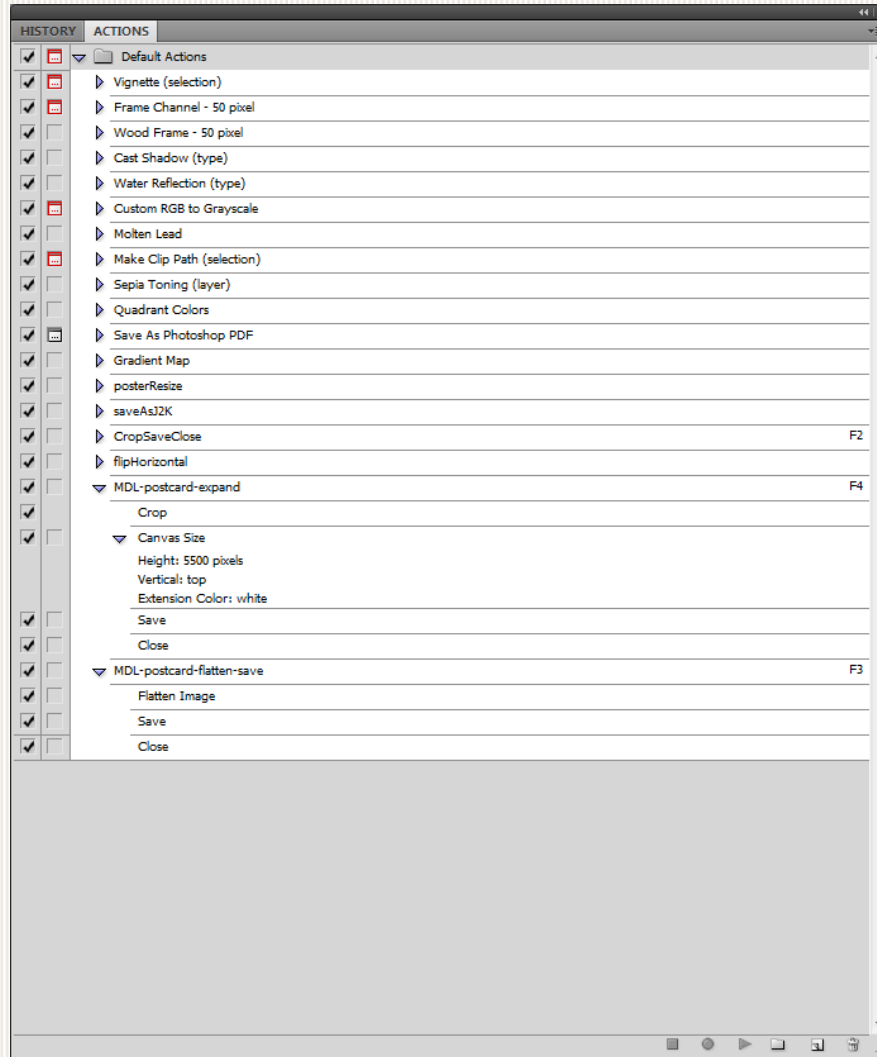 HISTORY ACTIONS
Default Actions
Vignette (selection)
Frame Channel - 50 pixel
Wood Frame - 50 pixel
Cast Shadow (type)
Water Reflection (type)
Custom RGB to Grayscale
Molten Lead
Make Clip Path (selection)
Sepia Toning (layer)
Quadrant Colors
Save As Photoshop PDF
Gradient Map
posterResize
saveAsJ2K
CropSaveClose F2
flipHorizontal
MDL-postcard-expand F4
Crop
Canvas Size
Height: 5500 pixels
Vertical: top
Extension Color: white
Save
Close
MDL-postcard-flatten-save F3
Flatten Image
Save
Close